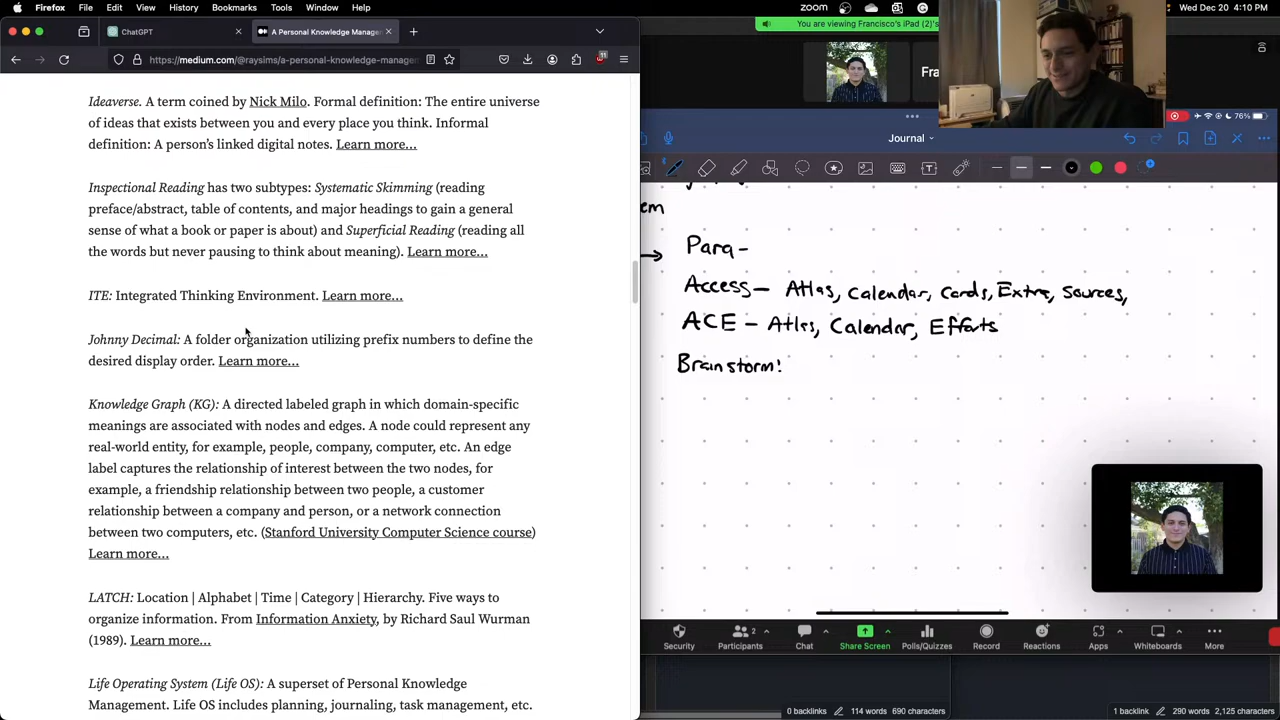 Firefox File Edit View History Bookmarks Tools Window Help
zoom
Wed Dec 20 4:10 PM
ChatGPT
A Personal Knowledge Manage
You are viewing Francisco's iPad (2)'s
https://medium.com/@raysims/a-personal-knowledge-manage
11
Fra
76%
Journal
Ideaverse. A term coined by Nick Milo. Formal definition: The entire universe
of ideas that exists between you and every place you think. Informal
definition: A person's linked digital notes. Learn more…
Inspectional Reading has two subtypes: Systematic Skimming (reading
preface/abstract, table of contents, and major headings to gain a general
sense of what a book or paper is about) and Superficial Reading (reading all
the words but never pausing to think about meaning). Learn more…
ITE: Integrated Thinking Environment. Learn more…
Johnny Decimal: A folder organization utilizing prefix numbers to define the
desired display order. Learn more…
Knowledge Graph (KG): A directed labeled graph in which domain-specific
meanings are associated with nodes and edges. A node could represent any
real-world entity, for example, people, company, computer, etc. An edge
label captures the relationship of interest between the two nodes, for
example, a friendship relationship between two people, a customer
relationship between a company and person, or a network connection
between two computers, etc. (Stanford University Computer Science course)
Learn more…
LATCH: Location | Alphabet | Time | Category | Hierarchy. Five ways to
organize information. From Information Anxiety, by Richard Saul Wurman
(1989). Learn more…
Life Operating System (Life OS): A superset of Personal Knowledge
Management. Life OS includes planning, journaling, task management, etc.
em
→ Para -
Access - Atlas, Calendar, Cards, Extra, Sources,
ACE - Atlas, Calendar, Efforts
Brainstorm!
Security Participants 2 Chat Share Screen Polls/Quizzes Record Reactions Apps Whiteboards More
0 backlinks 114 words 690 characters
1 backlink 290 words 2,125 characters